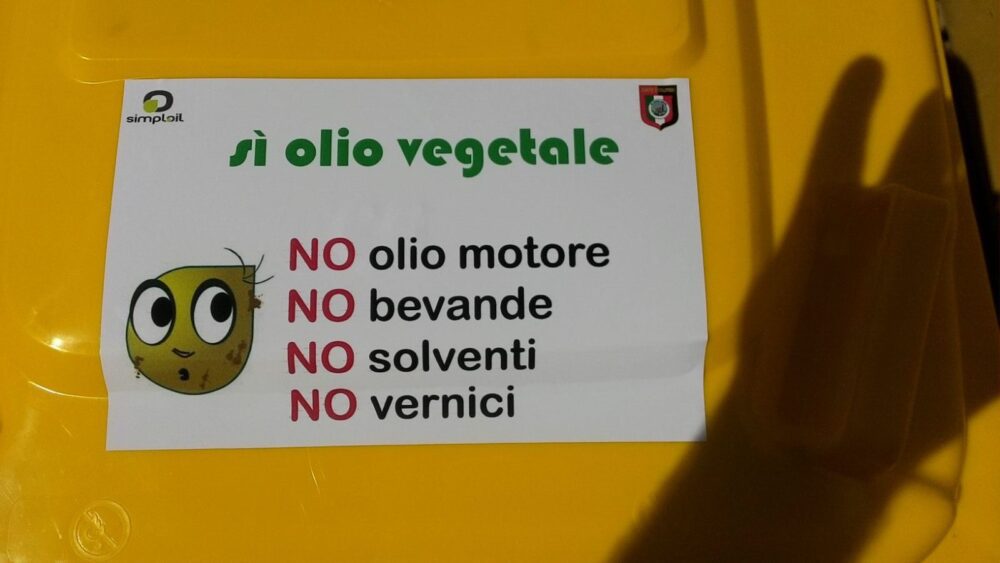 simploil
sì olio vegetale
NO olio motore
NO bevande
NO solventi
NO vernici